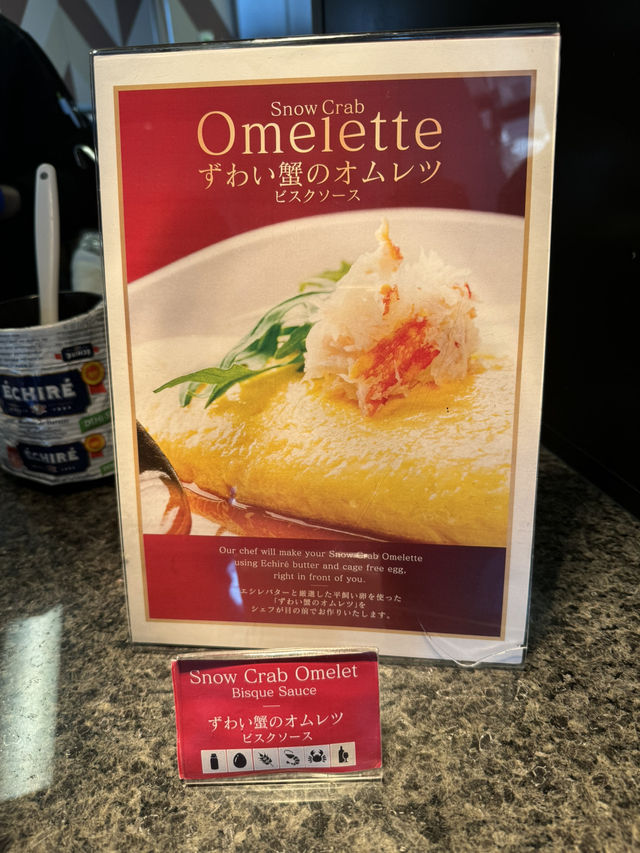 Snow Crab
Omelette
ずわい蟹のオムレツ
ビスクソース
ÉCHIRÉ
ÉCHIRÉ
Our chef will make your Snow Crab Omelette
using Echiré butter and cage free egg,
right in front of you.
エシレバターと厳選した平飼い卵を使った
「ずわい蟹のオムレツ」を
シェフが目の前でお作りいたします。
Snow Crab Omelet
Bisque Sauce
ずわい蟹のオムレツ
ビスクソース